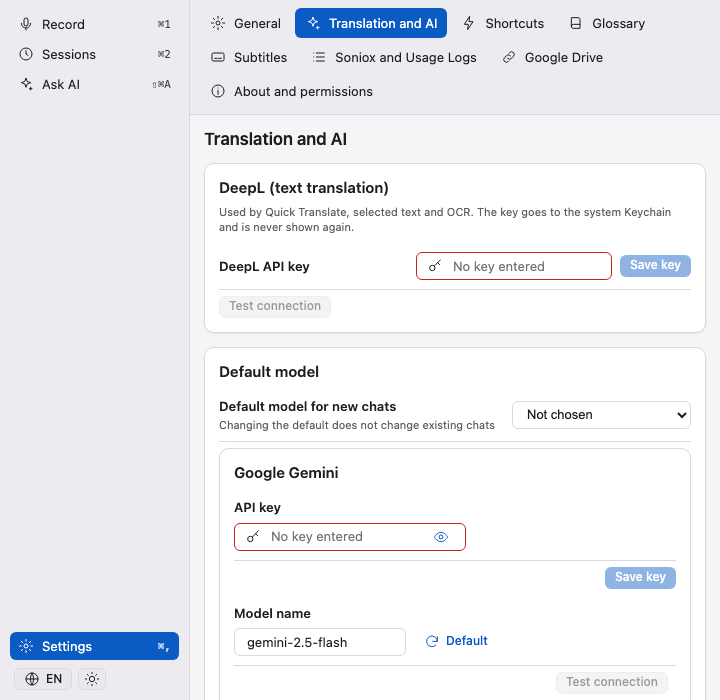 Record ⌘1
Sessions ⌘2
Ask AI ⇧⌘A
General
Translation and AI
Shortcuts
Glossary
Subtitles
Soniox and Usage Logs
Google Drive
About and permissions
Translation and AI
DeepL (text translation)
Used by Quick Translate, selected text and OCR. The key goes to the system Keychain
and is never shown again.
DeepL API key
No key entered
Save key
Test connection
Default model
Default model for new chats
Changing the default does not change existing chats
Not chosen
Google Gemini
API key
No key entered
Save key
Model name
gemini-2.5-flash
Default
Test connection
Settings ⌘,
EN